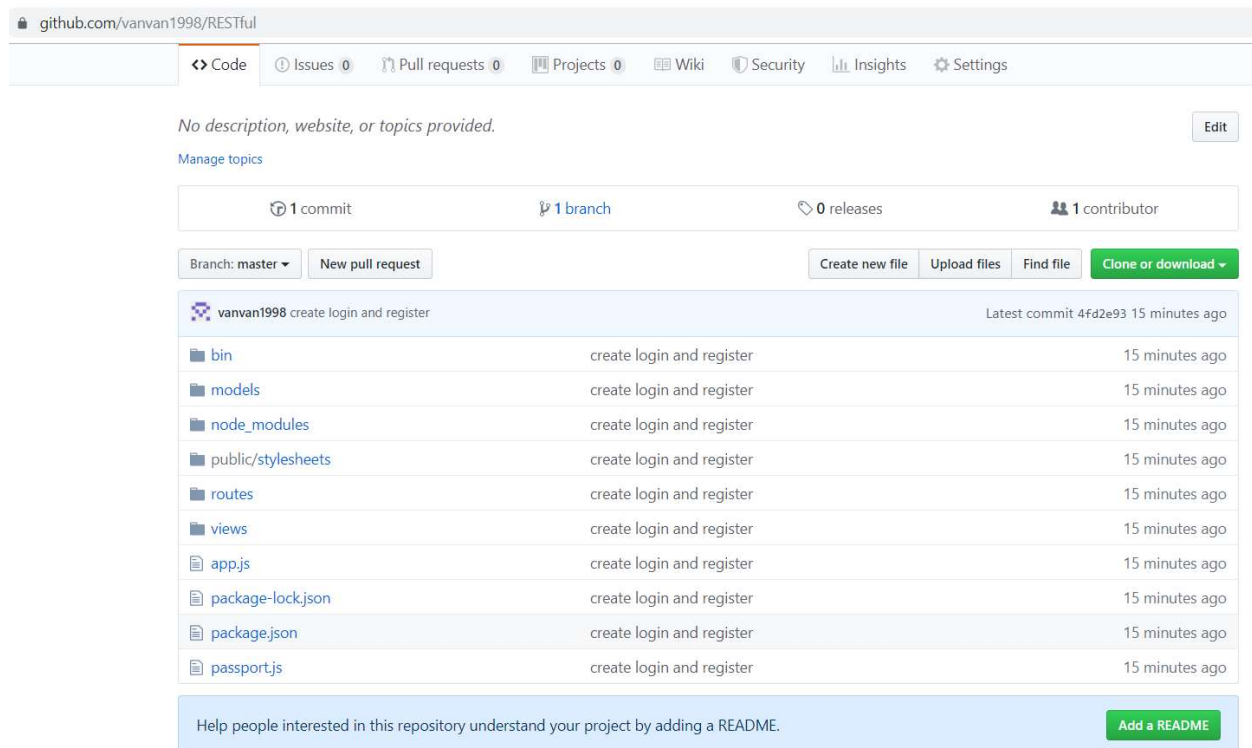 github.com/vanvan1998/RESTful
Code Issues 0 Pull requests 0 Projects 0 Wiki Security Insights Settings
No description, website, or topics provided. Edit
Manage topics
1 commit 1 branch 0 releases 1 contributor
Branch: master New pull request Create new file Upload files Find file Clone or download
vanvan1998 create login and register Latest commit 4fd2e93 15 minutes ago
bin create login and register 15 minutes ago
models create login and register 15 minutes ago
node_modules create login and register 15 minutes ago
public/stylesheets create login and register 15 minutes ago
routes create login and register 15 minutes ago
views create login and register 15 minutes ago
app.js create login and register 15 minutes ago
package-lock.json create login and register 15 minutes ago
package.json create login and register 15 minutes ago
passport.js create login and register 15 minutes ago
Help people interested in this repository understand your project by adding a README. Add a README